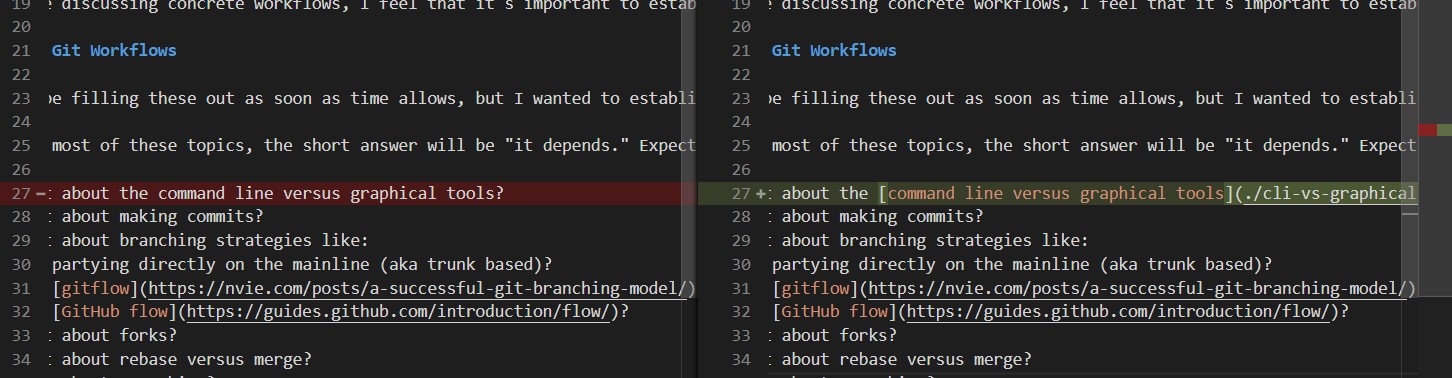 19 e discussing concrete workflows, I feel that it's important to estab
20
21 Git Workflows
22
23 e filling these out as soon as time allows, but I wanted to establi
24
25 most of these topics, the short answer will be "it depends." Expect
26
27 —: about the command line versus graphical tools?
28 : about making commits?
29 : about branching strategies like:
30 partying directly on the mainline (aka trunk based)?
31 [gitflow](https://nvie.com/posts/a-successful-git-branching-model/)
32 [GitHub flow](https://guides.github.com/introduction/flow/)?
33 : about forks?
34 : about rebase versus merge?
19 e discussing concrete workflows, I feel that it's important to estab
20
21 Git Workflows
22
23 e filling these out as soon as time allows, but I wanted to establi
24
25 most of these topics, the short answer will be "it depends." Expect
26
27 +: about the [command line versus graphical tools](./cli-vs-graphical
28 : about making commits?
29 : about branching strategies like:
30 partying directly on the mainline (aka trunk based)?
31 [gitflow](https://nvie.com/posts/a-successful-git-branching-model/)
32 [GitHub flow](https://guides.github.com/introduction/flow/)?
33 : about forks?
34 : about rebase versus merge?